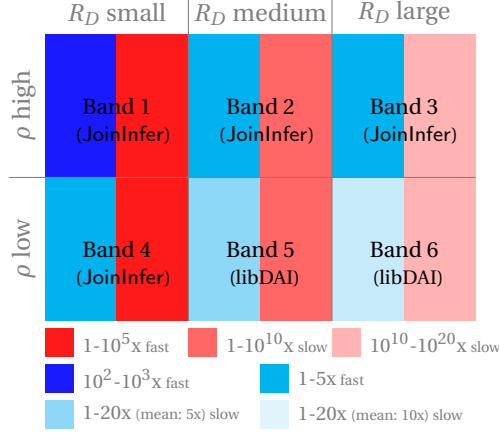 R_D small R_D medium R_D large
ρ high
Band 1 Band 2 Band 3
(JoinInfer) (JoinInfer) (JoinInfer)
ρ low
Band 4 Band 5 Band 6
(JoinInfer) (libDAI) (libDAI)
1-10^5x fast 1-10^10x slow 10^10-10^20x slow
10^2-10^3x fast 1-5x fast
1-20x (mean: 5x) slow 1-20x (mean: 10x) slow